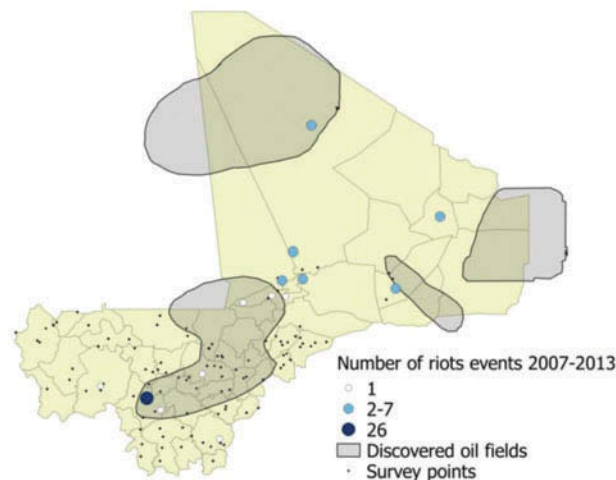 Number of riots events 2007-2013
1
2-7
26
Discovered oil fields
Survey points